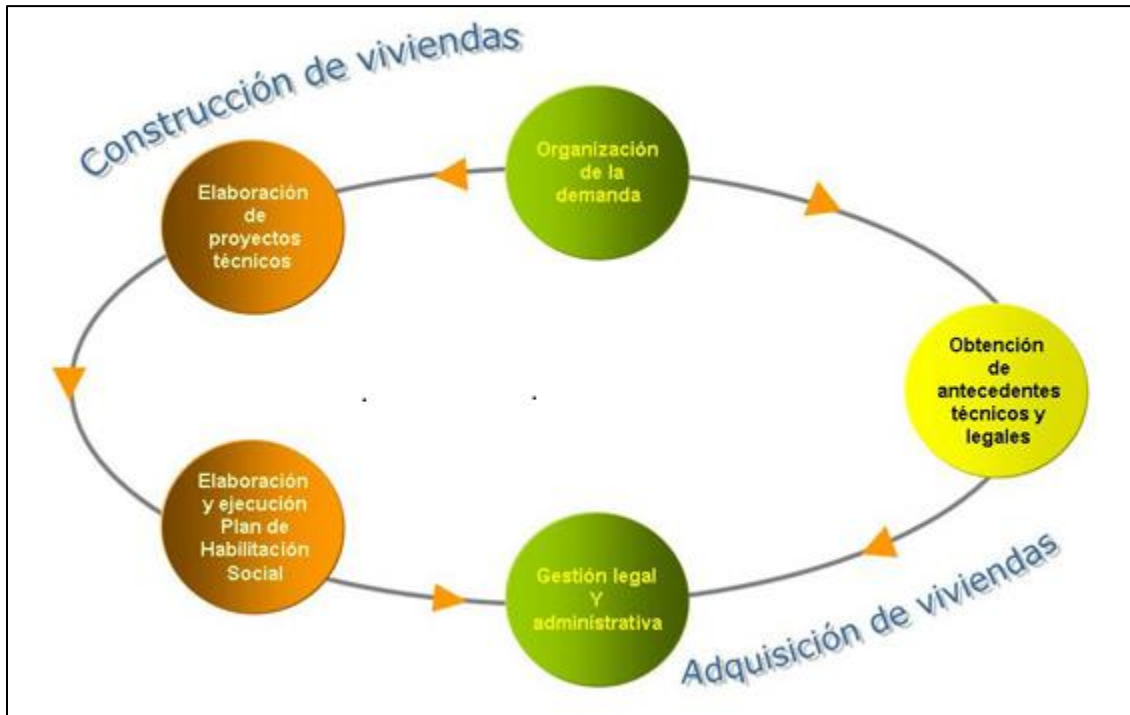 Construcción de viviendas
Organización
de la
demanda
Elaboración
de
proyectos
técnicos
Obtención
de
antecedentes
técnicos y
legales
Elaboración
y ejecución
Plan de
Habilitación
Social
Gestión legal
Y
administrativa
Adquisición de viviendas